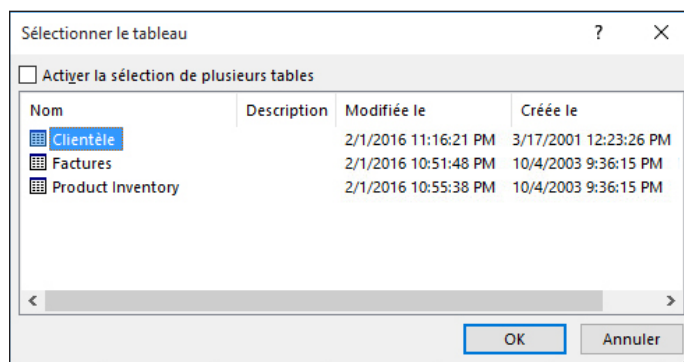 Sélectionner le tableau ?
Activer la sélection de plusieurs tables
Nom Description Modifiée le Créée le
Clientèle 2/1/2016 11:16:21 PM 3/17/2001 12:23:26 PM
Factures 2/1/2016 10:51:48 PM 10/4/2003 9:36:15 PM
Product Inventory 2/1/2016 10:55:38 PM 10/4/2003 9:36:15 PM
OK Annuler